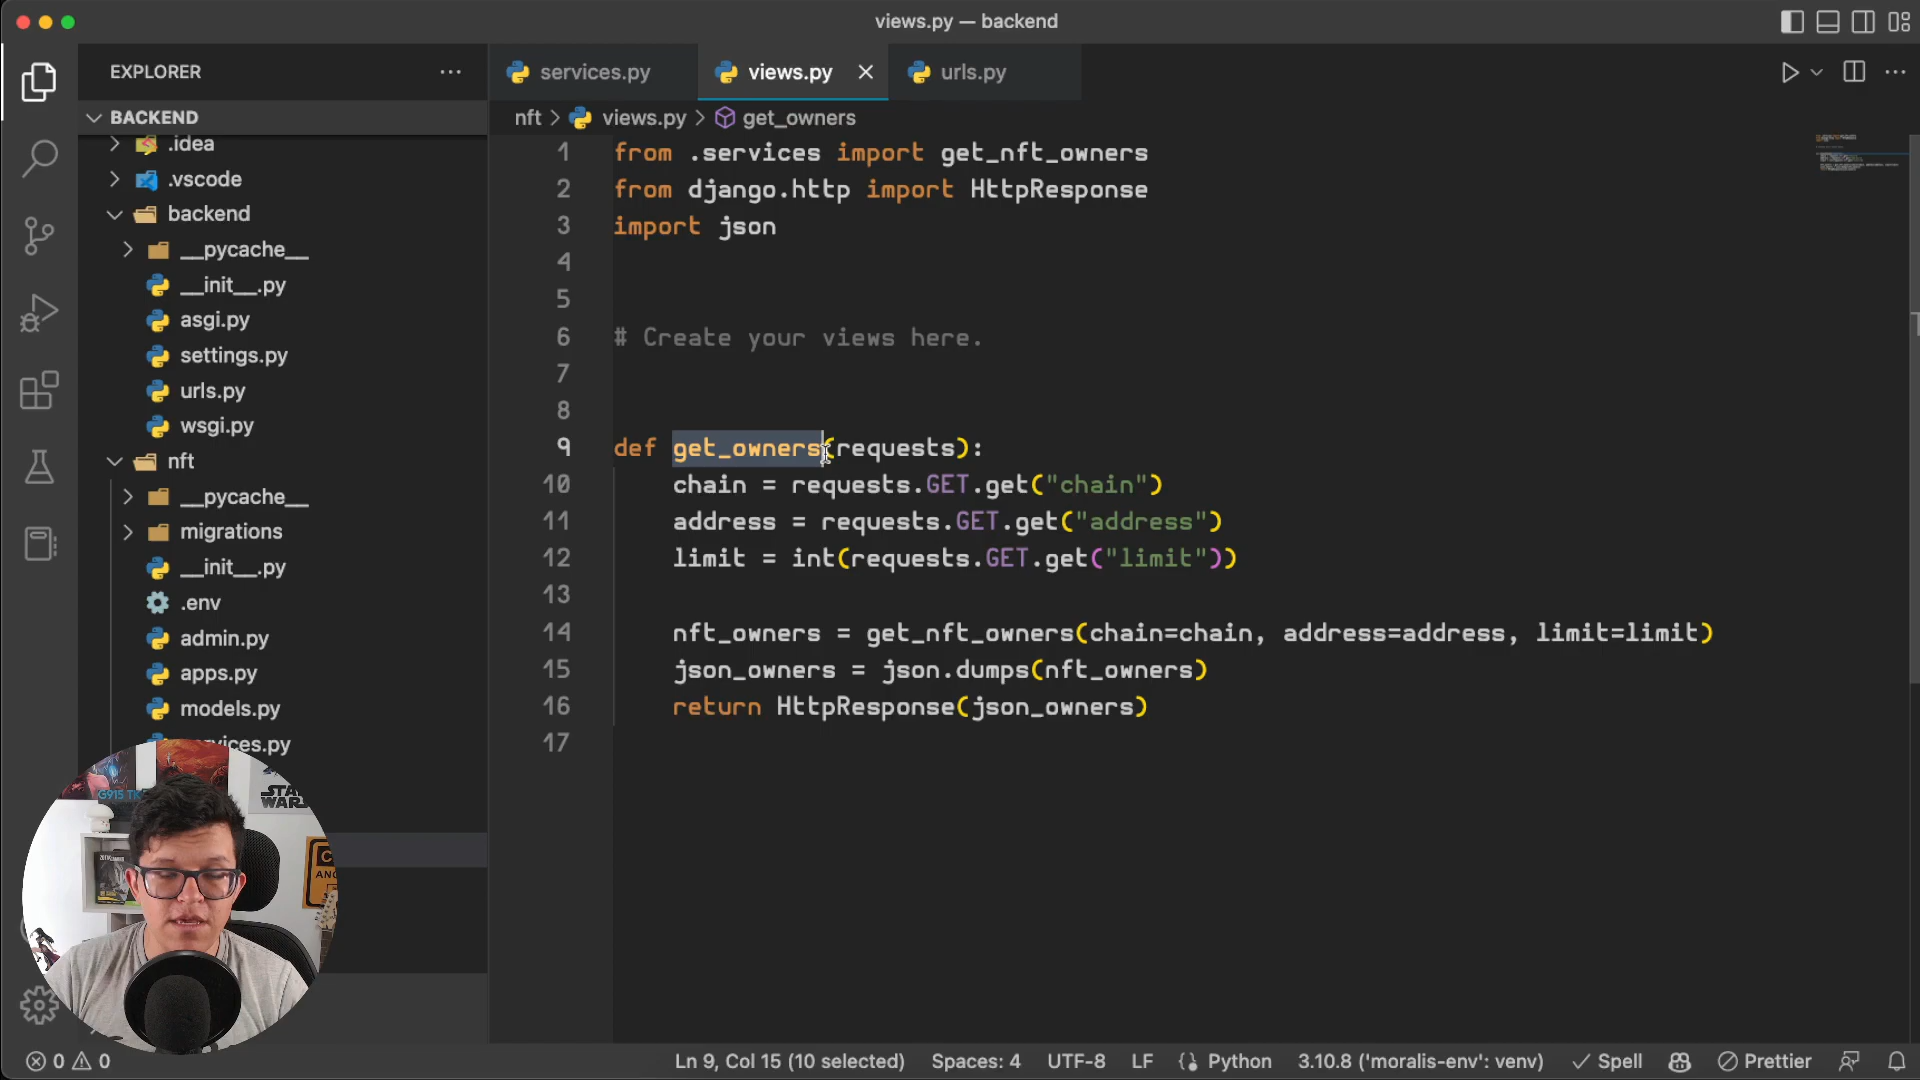 views.py — backend
EXPLORER
BACKEND
.idea
.vscode
backend
__pycache__
__init__.py
asgi.py
settings.py
urls.py
wsgi.py
nft
__pycache__
migrations
__init__.py
.env
admin.py
apps.py
models.py
services.py
views.py
urls.py
nft > views.py > get_owners
1 from .services import get_nft_owners
2 from django.http import HttpResponse
3 import json
4
5
6 # Create your views here.
7
8
9 def get_owners(requests):
10 chain = requests.GET.get("chain")
11 address = requests.GET.get("address")
12 limit = int(requests.GET.get("limit"))
13
14 nft_owners = get_nft_owners(chain=chain, address=address, limit=limit)
15 json_owners = json.dumps(nft_owners)
16 return HttpResponse(json_owners)
17
G915 TK
STAR
WARS
0 0 Ln 9, Col 15 (10 selected) Spaces: 4 UTF-8 LF Python 3.10.8 ('moralis-env': venv) Spell Prettier